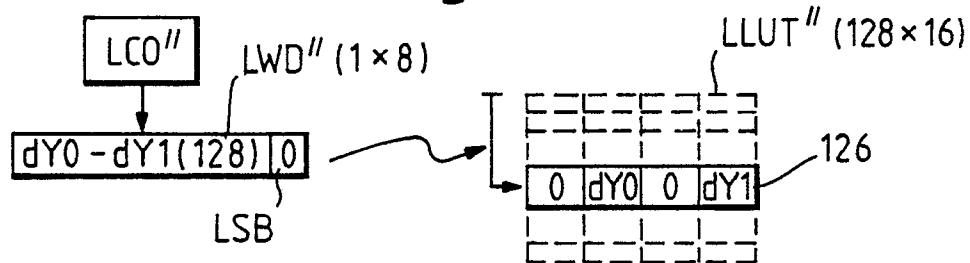 LCO"
LWD" (1×8)
LLUT" (128×16)
dY0 - dY1(128) 0
LSB
0 dY0 0 dY1
126